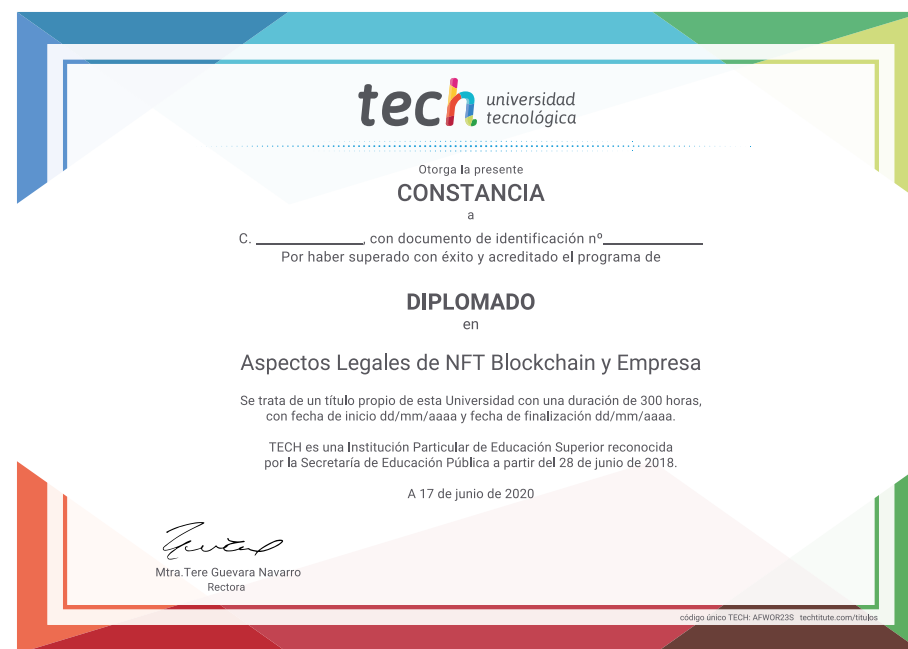 tech universidad
tecnológica
Otorga la presente
CONSTANCIA
a
C. ______________, con documento de identificación nº_____________
Por haber superado con éxito y acreditado el programa de
DIPLOMADO
en
Aspectos Legales de NFT Blockchain y Empresa
Se trata de un título propio de esta Universidad con una duración de 300 horas,
con fecha de inicio dd/mm/aaaa y fecha de finalización dd/mm/aaaa.
TECH es una Institución Particular de Educación Superior reconocida
por la Secretaría de Educación Pública a partir del 28 de junio de 2018.
A 17 de junio de 2020
Mtra.Tere Guevara Navarro
Rectora
código único TECH: AFWOR23S techtitute.com/titulos